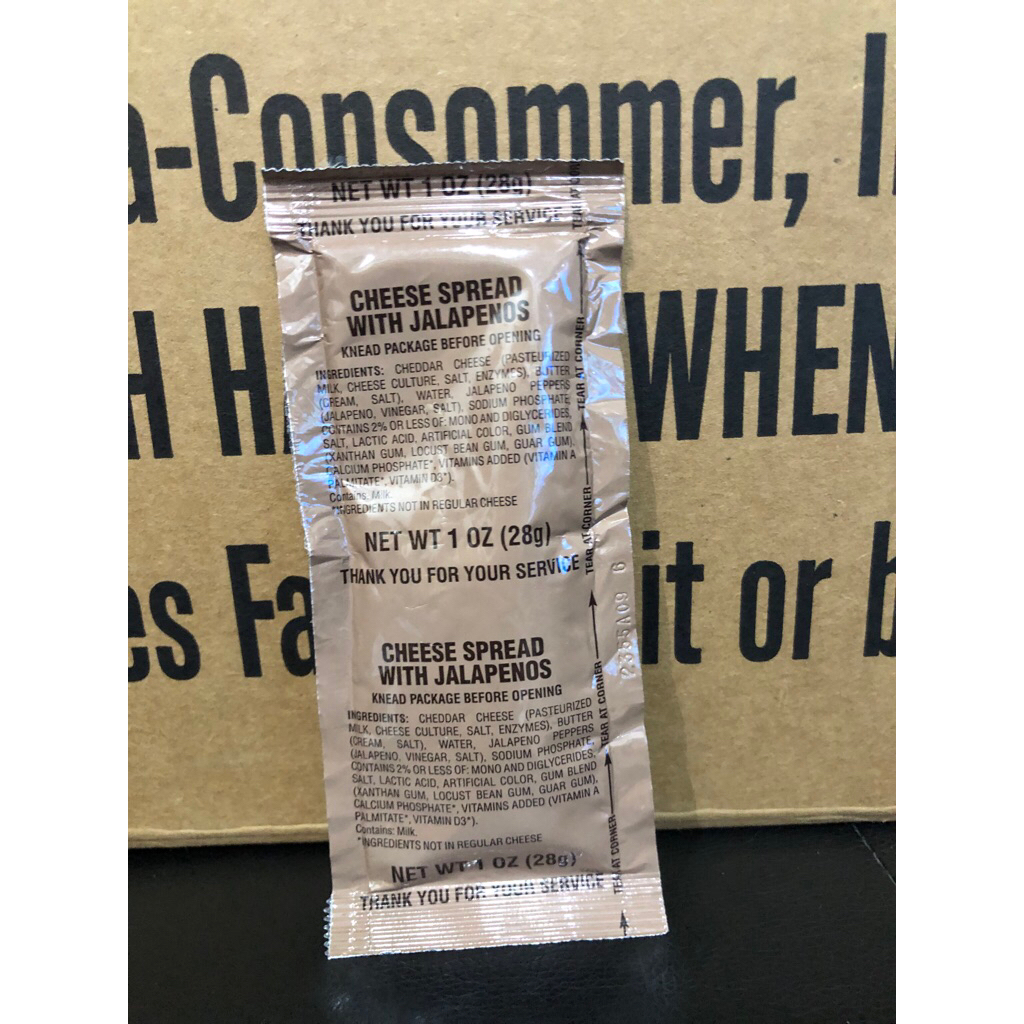 a-Consommer, I
H H WHEN
es Fa it or b
NET WT 1 OZ (28g)
THANK YOU FOR YOUR SERVICE
CHEESE SPREAD
WITH JALAPENOS
KNEAD PACKAGE BEFORE OPENING
INGREDIENTS: CHEDDAR CHEESE (PASTEURIZED
MILK, CHEESE CULTURE, SALT, ENZYMES), BUTTER
(CREAM, SALT), WATER, JALAPENO PEPPERS
(JALAPENO, VINEGAR, SALT), SODIUM PHOSPHATE,
CONTAINS 2% OR LESS OF: MONO AND DIGLYCERIDES,
SALT, LACTIC ACID, ARTIFICIAL COLOR, GUM BLEND
(XANTHAN GUM, LOCUST BEAN GUM, GUAR GUM),
CALCIUM PHOSPHATE*, VITAMINS ADDED (VITAMIN A
PALMITATE*, VITAMIN D3*).
Contains: Milk.
*INGREDIENTS NOT IN REGULAR CHEESE
NET WT 1 OZ (28g)
THANK YOU FOR YOUR SERVICE
CHEESE SPREAD
WITH JALAPENOS
KNEAD PACKAGE BEFORE OPENING
INGREDIENTS: CHEDDAR CHEESE (PASTEURIZED
MILK, CHEESE CULTURE, SALT, ENZYMES), BUTTER
(CREAM, SALT), WATER, JALAPENO PEPPERS
(JALAPENO, VINEGAR, SALT), SODIUM PHOSPHATE,
CONTAINS 2% OR LESS OF: MONO AND DIGLYCERIDES,
SALT, LACTIC ACID, ARTIFICIAL COLOR, GUM BLEND
(XANTHAN GUM, LOCUST BEAN GUM, GUAR GUM),
CALCIUM PHOSPHATE*, VITAMINS ADDED (VITAMIN A
PALMITATE*, VITAMIN D3*).
Contains: Milk.
*INGREDIENTS NOT IN REGULAR CHEESE
NET WT 1 OZ (28g)
THANK YOU FOR YOUR SERVICE
TEAR AT CORNER
TEAR AT CORNER
TEAR AT CORNER
TEAR AT CORNER
TEAR AT CORN
2355A09 6